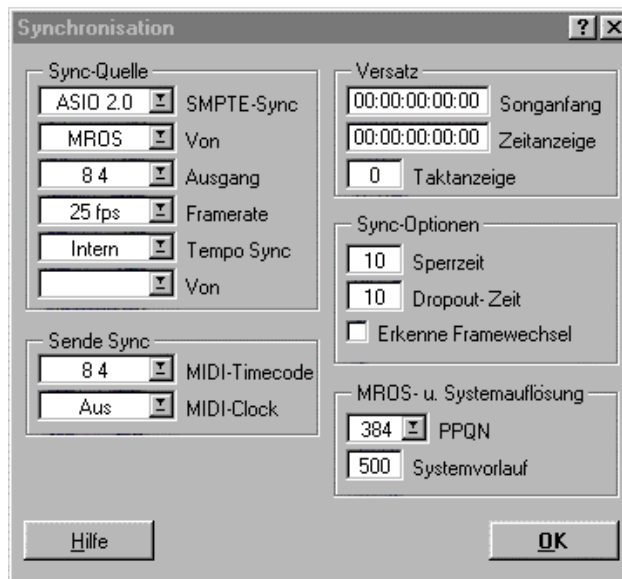 Synchronisation
Sync-Quelle
ASIO 2.0 SMPTE-Sync
MROS Von
8 4 Ausgang
25 fps Framerate
Intern Tempo Sync
Von
Sende Sync
8 4 MIDI-Timecode
Aus MIDI-Clock
Versatz
00:00:00:00:00 Songanfang
00:00:00:00:00 Zeitanzeige
0 Taktanzeige
Sync-Optionen
10 Sperrzeit
10 Dropout-Zeit
Erkenne Framewechsel
MROS- u. Systemauflösung
384 PPQN
500 Systemvorlauf
Hilfe
OK